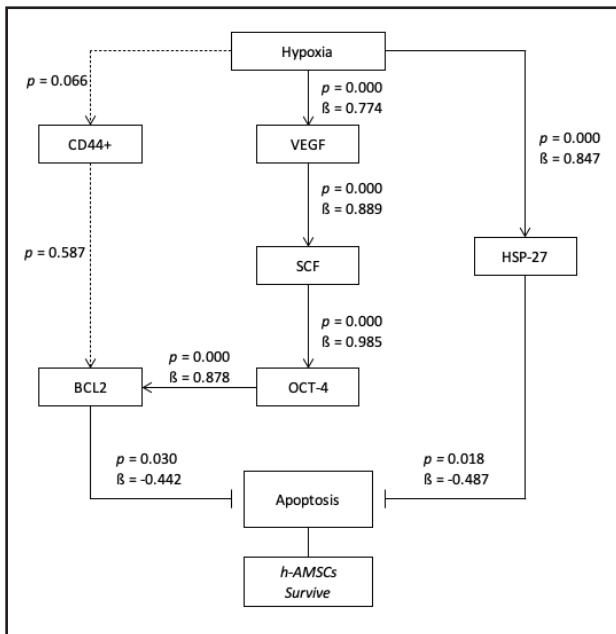 Hypoxia
p = 0.066
p = 0.000
ß = 0.774
p = 0.000
ß = 0.847
CD44+
VEGF
p = 0.000
ß = 0.889
p = 0.587
SCF
HSP-27
p = 0.000
ß = 0.985
p = 0.000
ß = 0.878
BCL2
OCT-4
p = 0.030
ß = -0.442
p = 0.018
ß = -0.487
Apoptosis
h-AMSCs
Survive